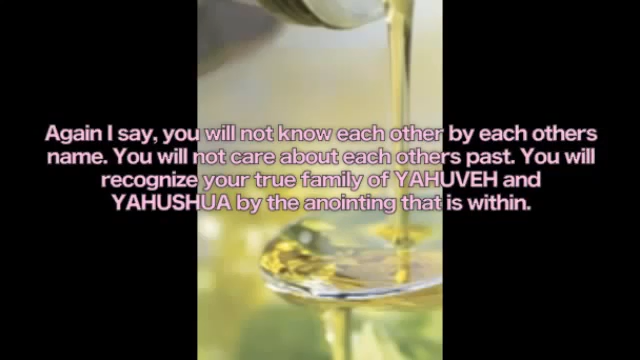 Again I say, you will not know each other by each others
name. You will not care about each others past. You will
recognize your true family of YAHUVEH and
YAHUSHUA by the anointing that is within.